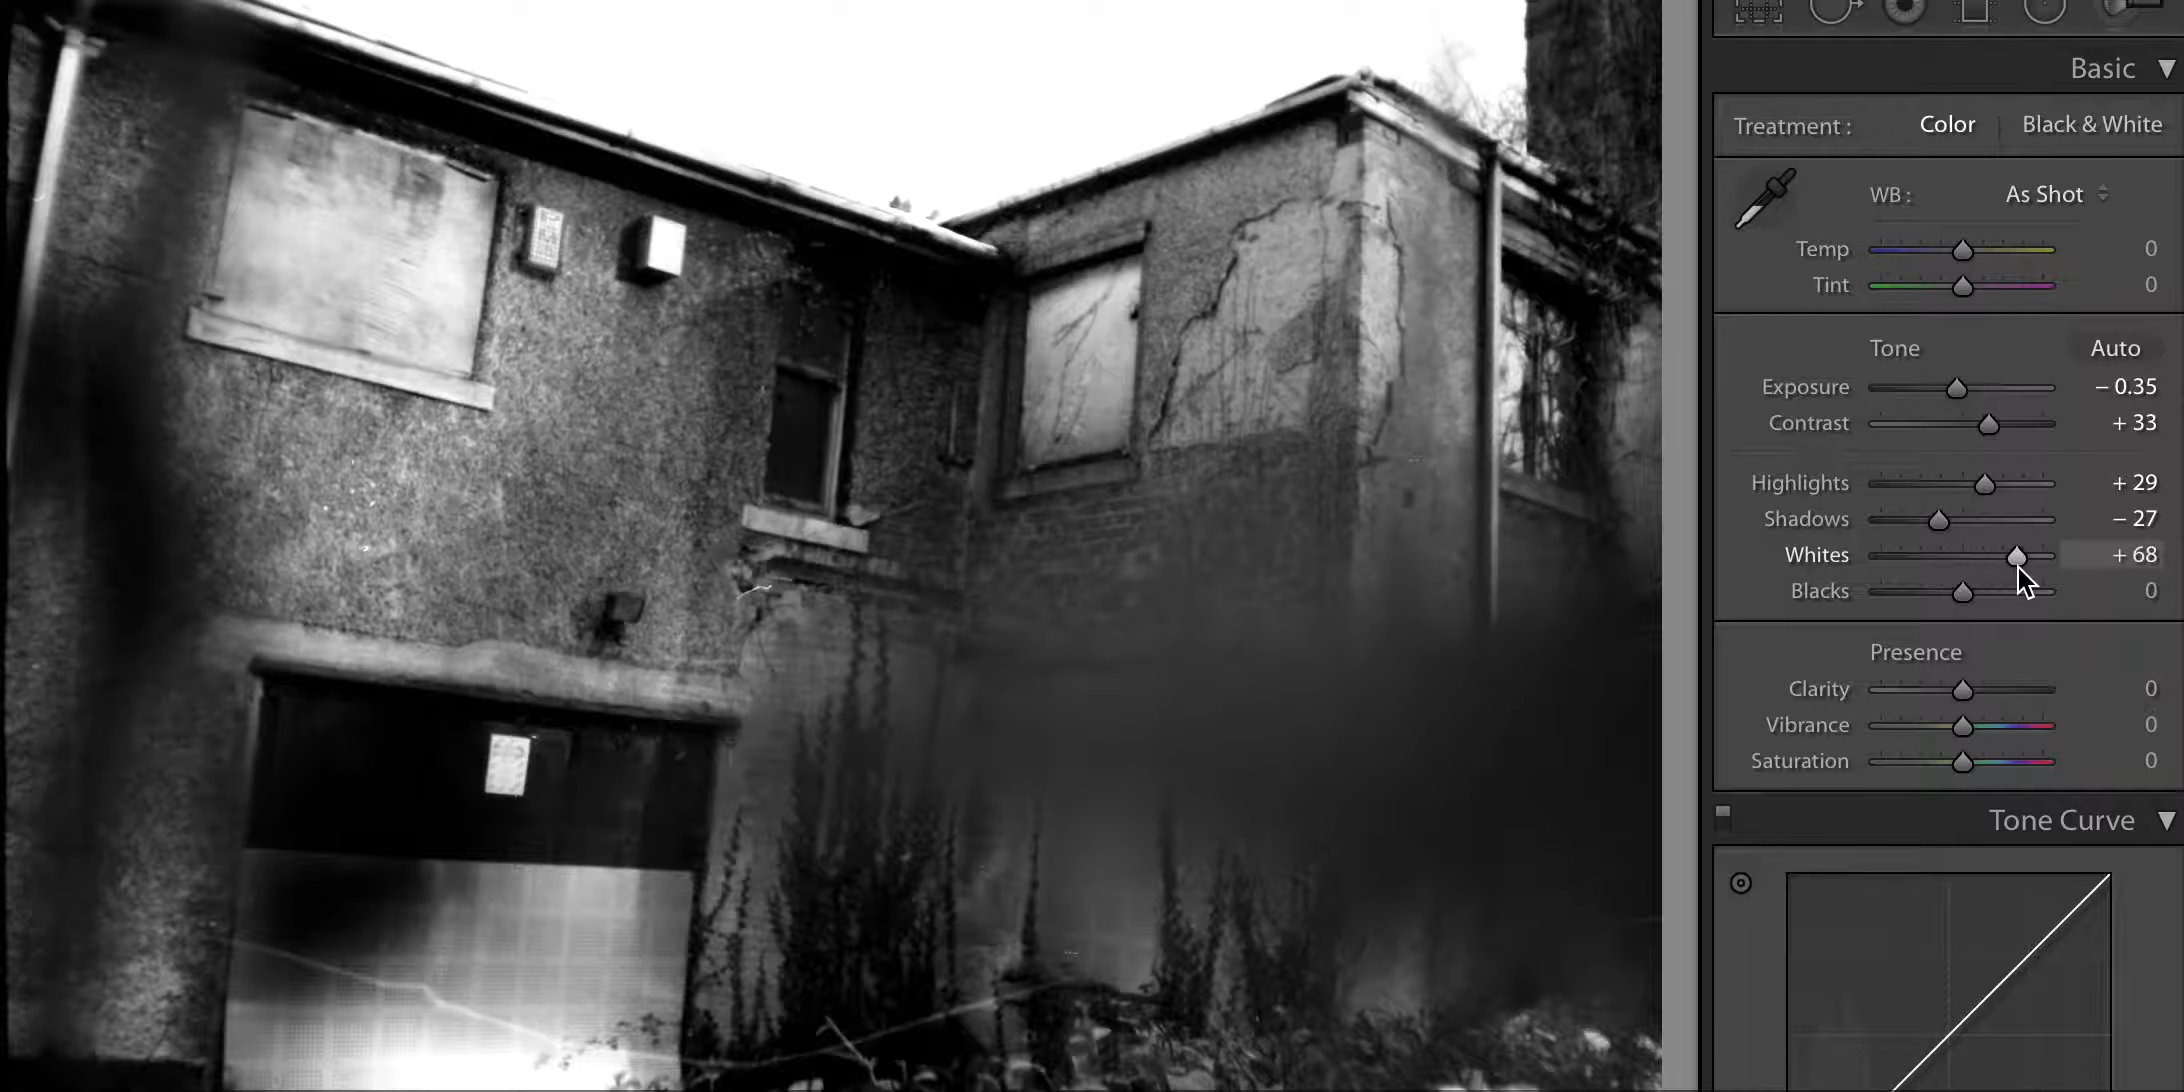 Basic
Treatment : Color Black & White
WB : As Shot
Temp 0
Tint 0
Tone Auto
Exposure – 0.35
Contrast + 33
Highlights + 29
Shadows – 27
Whites + 68
Blacks 0
Presence
Clarity 0
Vibrance 0
Saturation 0
Tone Curve